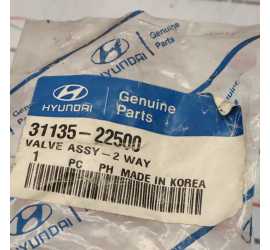 HYUNDAI
Genuine
Parts
31135-22500
VALVE ASSY-2 WAY
1 PC PH MADE IN KOREA